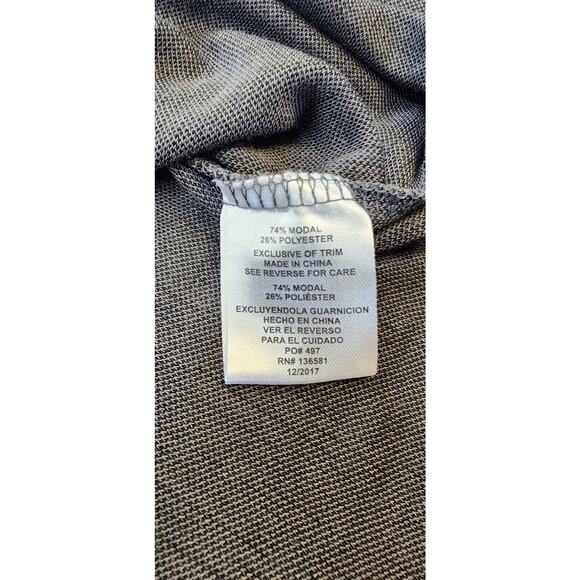 74% MODAL
26% POLYESTER
EXCLUSIVE OF TRIM
MADE IN CHINA
SEE REVERSE FOR CARE
74% MODAL
26% POLIÉSTER
EXCLUYENDOLA GUARNICION
HECHO EN CHINA
VER EL REVERSO
PARA EL CUIDADO
PO# 497
RN# 136581
12/2017